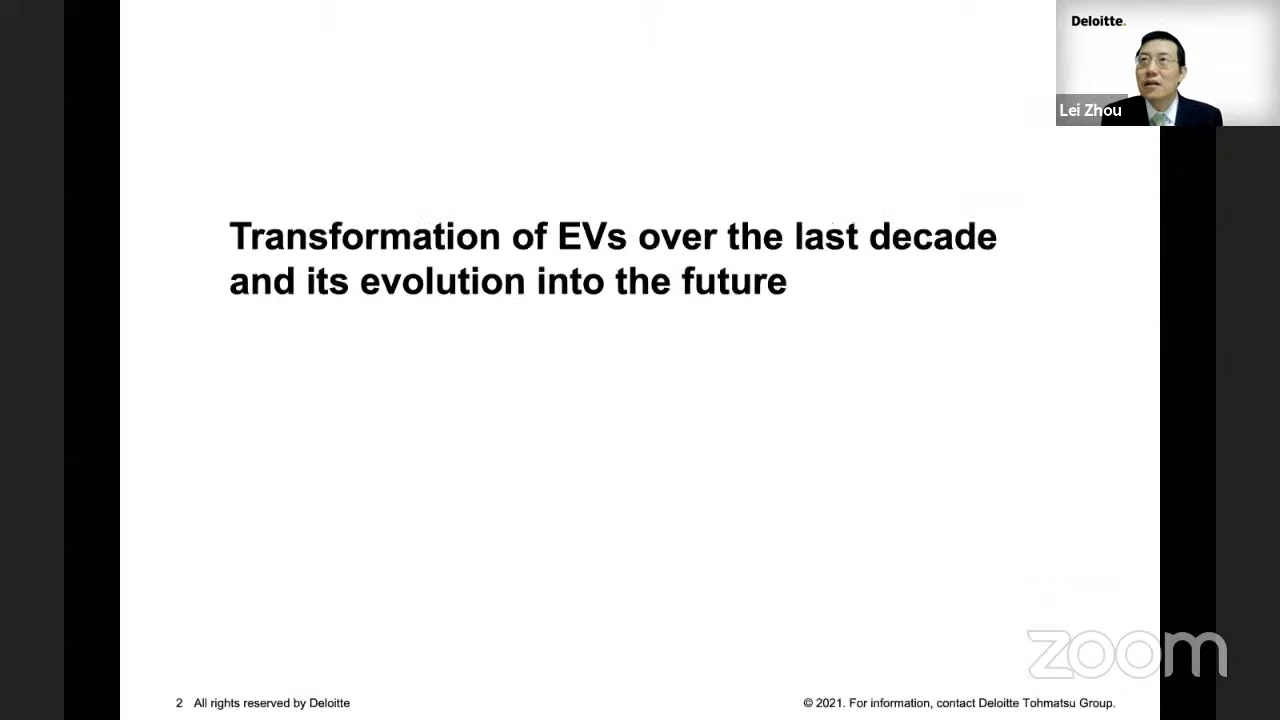 Deloitte.
Lei Zhou
Transformation of EVs over the last decade
and its evolution into the future
zoom
2 All rights reserved by Deloitte
© 2021. For information, contact Deloitte Tohmatsu Group.